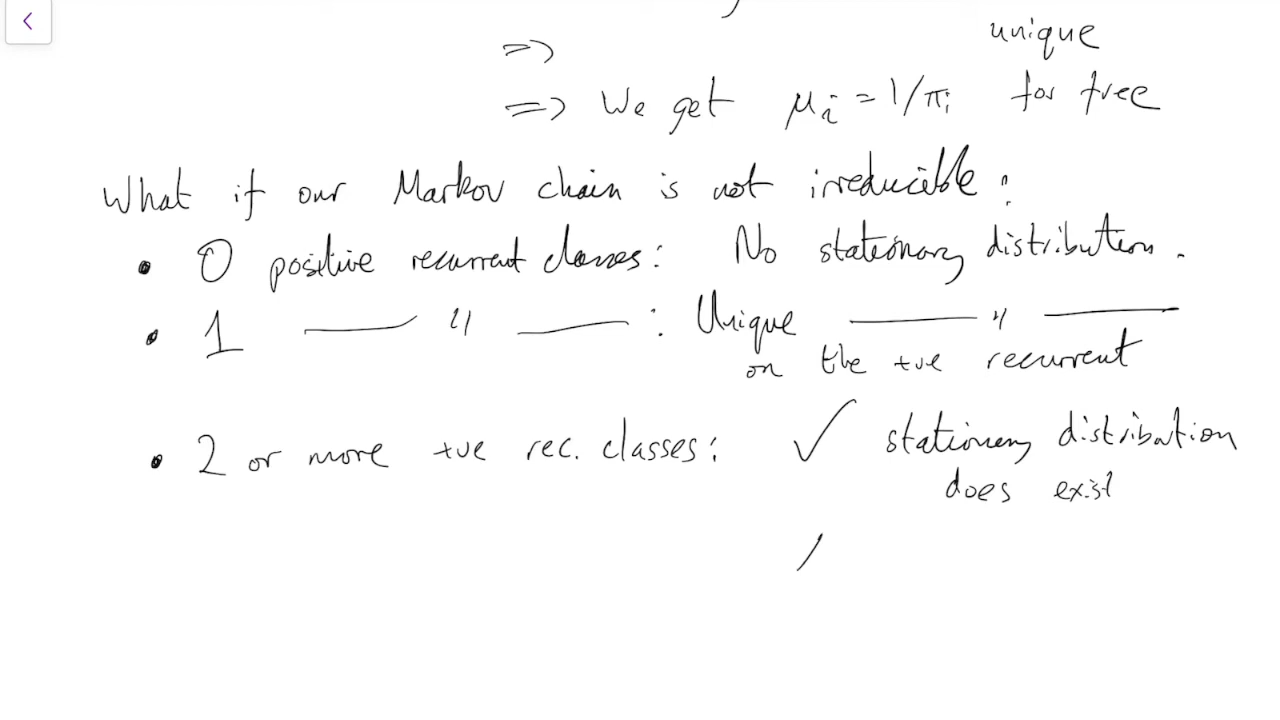 unique
=>
=> We get μi = 1/πi for free
What if our Markov chain is not irreducible?
• 0 positive recurrent classes: No stationary distribution.
• 1 —— " —— : Unique —— " ——
on the +ve recurrent
• 2 or more +ve rec. classes: ✓ stationary distribution
does exist